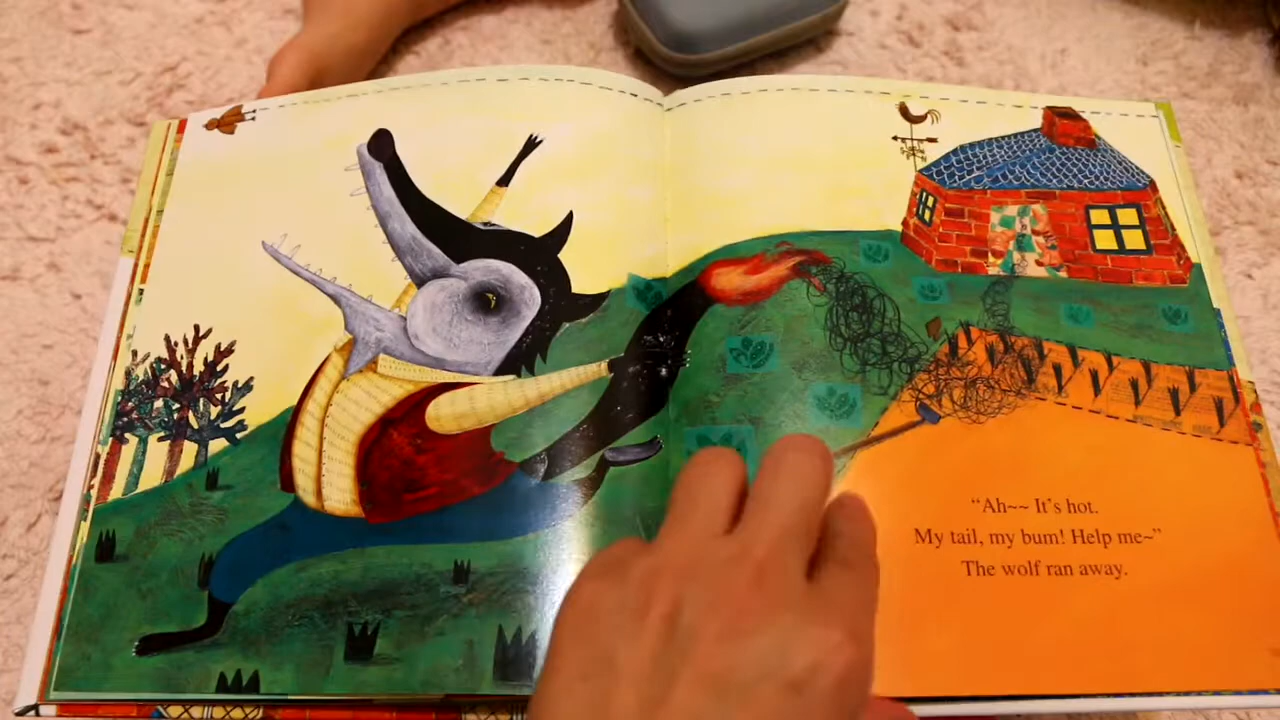 “Ah~~ It’s hot.
My tail, my bum! Help me~”
The wolf ran away.